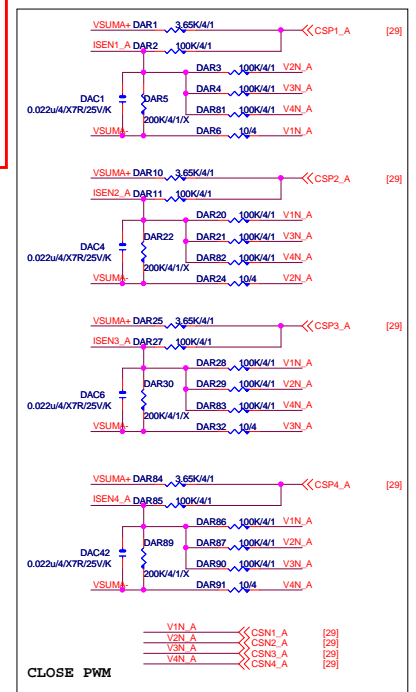 VSUMA+ DAR1 3.65K/4/1 CSP1_A [29]
ISEN1_A DAR2 100K/4/1
DAR3 100K/4/1 V2N_A
DAC1 DAR5 DAR4 100K/4/1 V3N_A
0.022u/4/X7R/25V/K 200K/4/1/X DAR81 100K/4/1 V4N_A
VSUMA- DAR6 10/4 V1N_A
VSUMA+ DAR10 3.65K/4/1 CSP2_A [29]
ISEN2_A DAR11 100K/4/1
DAR20 100K/4/1 V1N_A
DAC4 DAR22 DAR21 100K/4/1 V3N_A
0.022u/4/X7R/25V/K 200K/4/1/X DAR82 100K/4/1 V4N_A
VSUMA- DAR24 10/4 V2N_A
VSUMA+ DAR25 3.65K/4/1 CSP3_A [29]
ISEN3_A DAR27 100K/4/1
DAR28 100K/4/1 V1N_A
DAC6 DAR30 DAR29 100K/4/1 V2N_A
0.022u/4/X7R/25V/K 200K/4/1/X DAR83 100K/4/1 V4N_A
VSUMA- DAR32 10/4 V3N_A
VSUMA+ DAR84 3.65K/4/1 CSP4_A [29]
ISEN4_A DAR85 100K/4/1
DAR86 100K/4/1 V1N_A
DAC42 DAR89 DAR87 100K/4/1 V2N_A
0.022u/4/X7R/25V/K 200K/4/1/X DAR90 100K/4/1 V3N_A
VSUMA- DAR91 10/4 V4N_A
V1N_A CSN1_A [29]
V2N_A CSN2_A [29]
V3N_A CSN3_A [29]
V4N_A CSN4_A [29]
CLOSE PWM